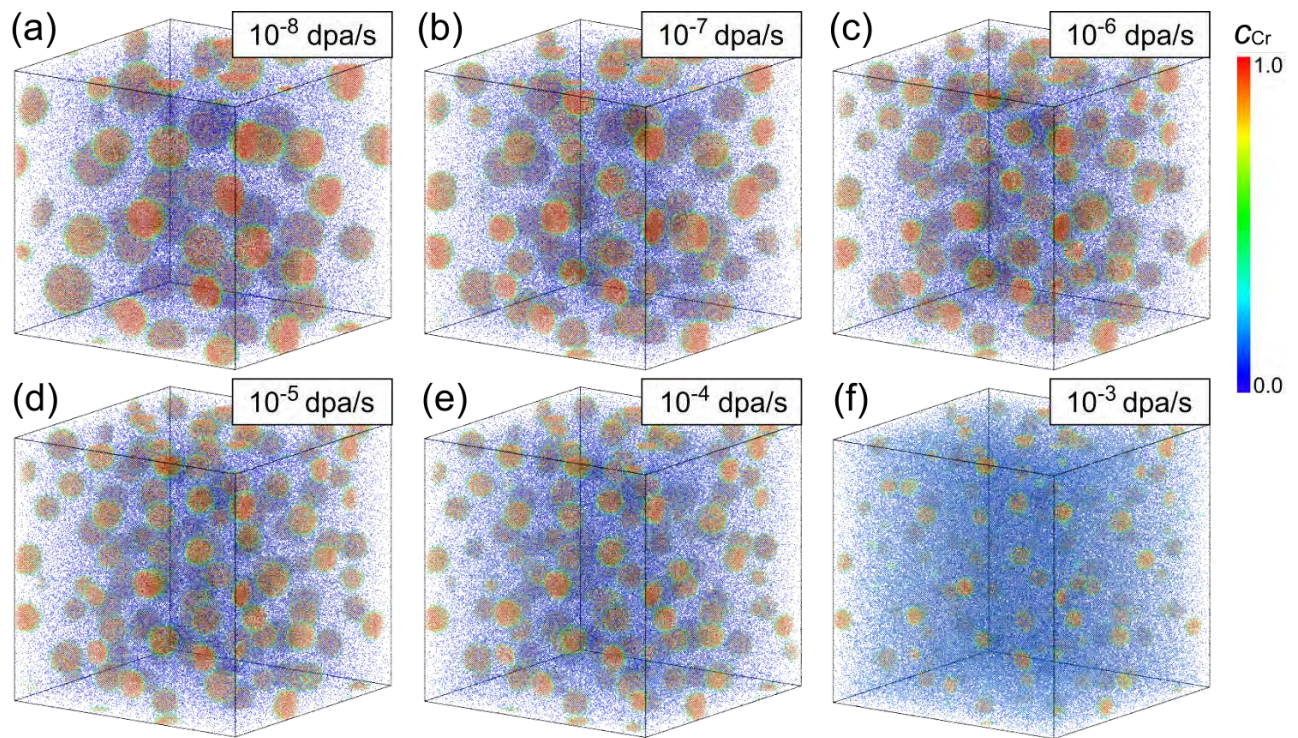 (a) 10⁻⁸ dpa/s
(b) 10⁻⁷ dpa/s
(c) 10⁻⁶ dpa/s
cCr
1.0
0.0
(d) 10⁻⁵ dpa/s
(e) 10⁻⁴ dpa/s
(f) 10⁻³ dpa/s